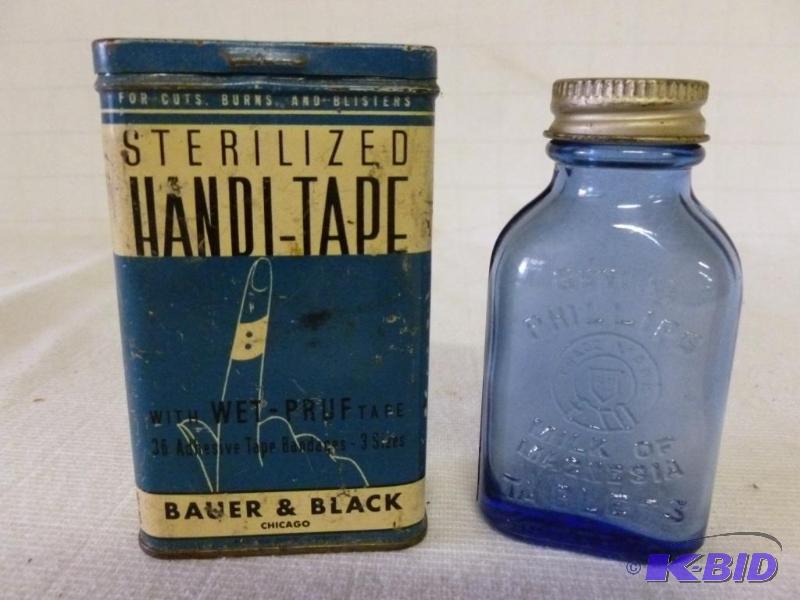 FOR CUTS, BURNS, AND BLISTERS
STERILIZED
HANDI-TAPE
WITH WET-PRUF TAPE
36 Adhesive Tape Bandages - 3 Sizes
BAUER & BLACK
CHICAGO
PHILLIPS
MILK OF
MAGNESIA
TABLETS
© K-BID